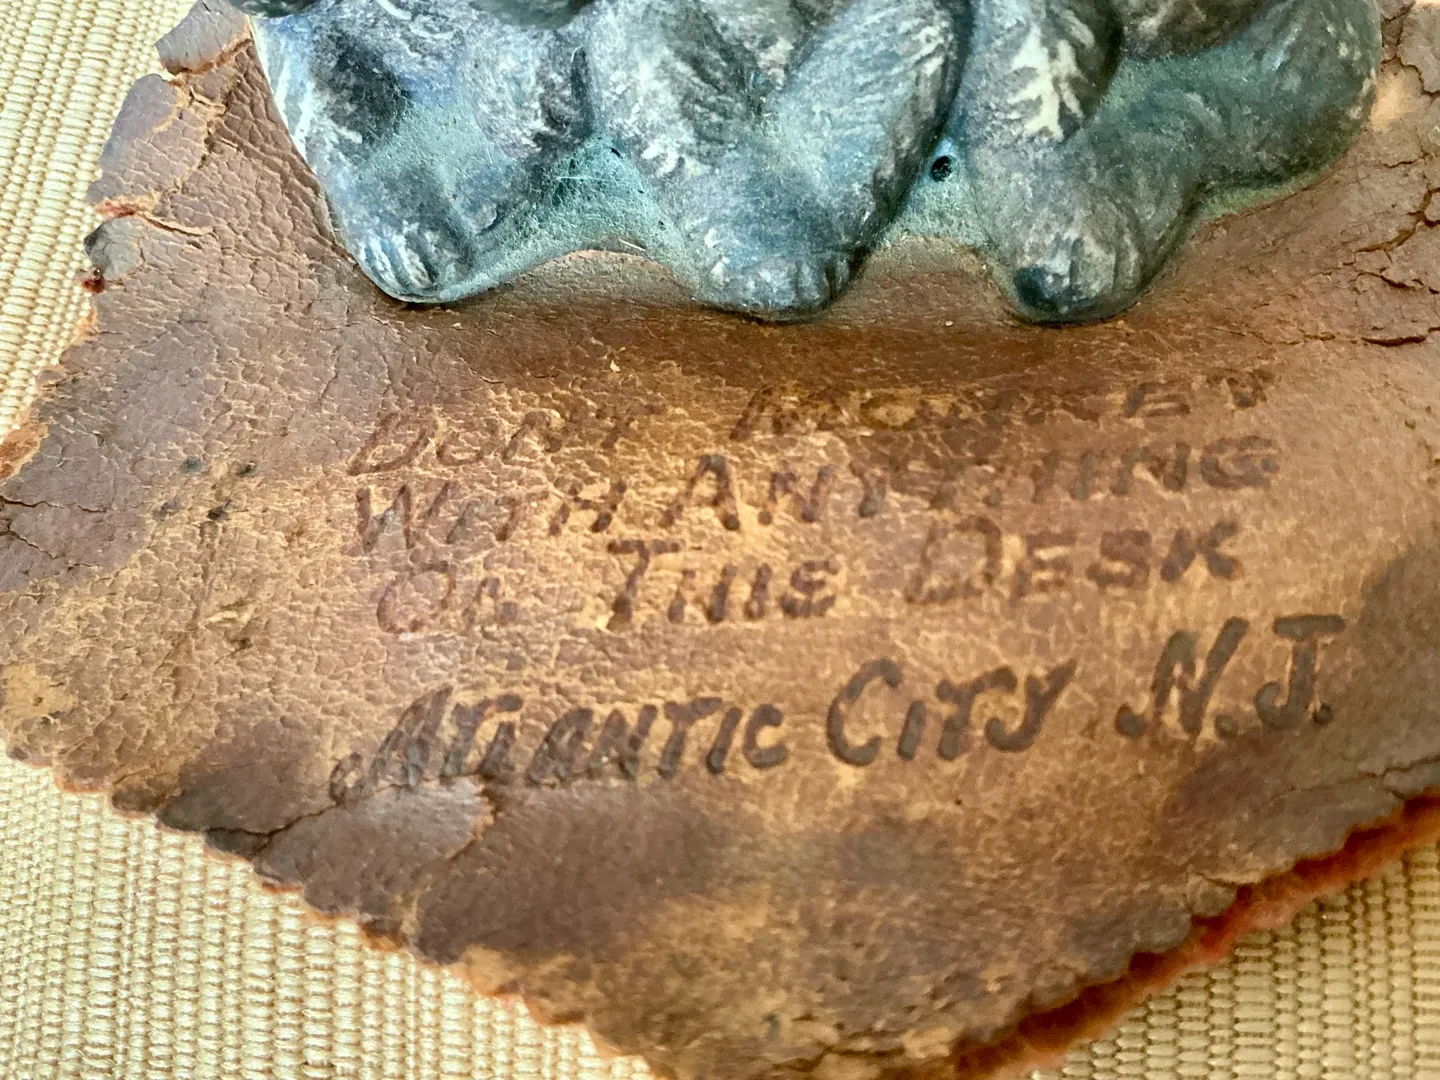 DON'T MONKEY
WITH ANYTHING
ON THIS DESK
ATLANTIC CITY N.J.